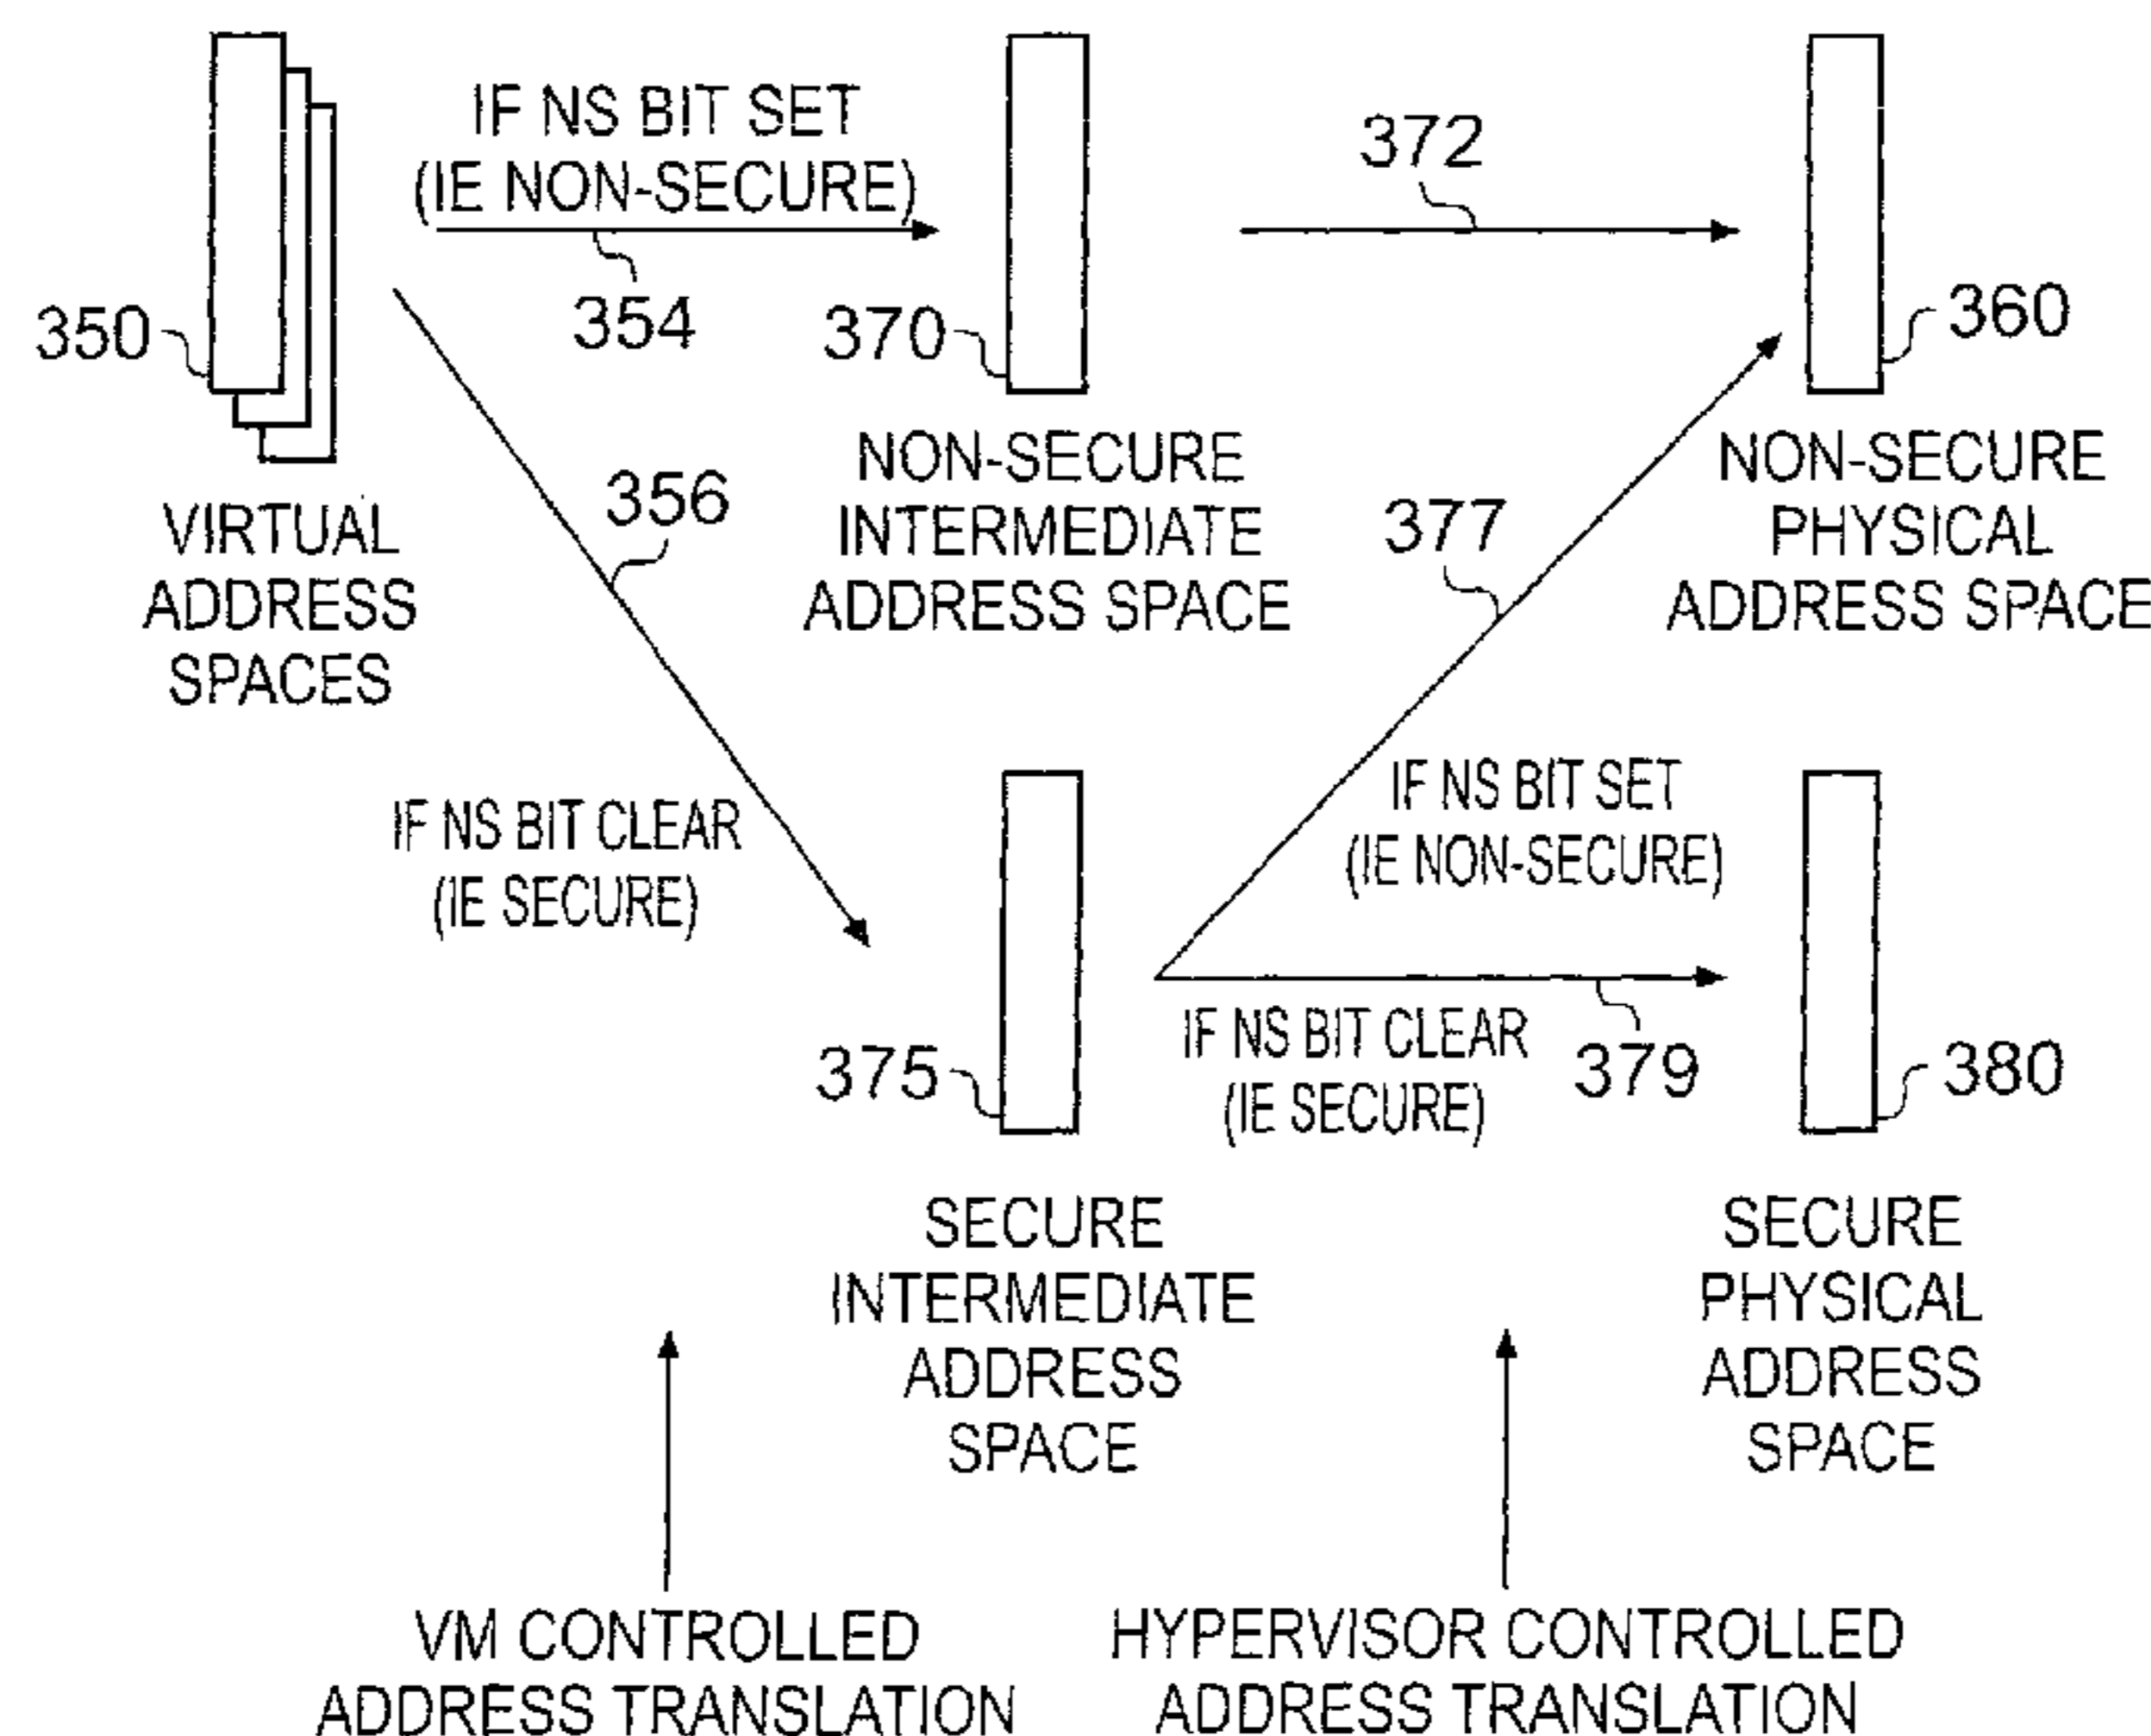 IF NS BIT SET
(IE NON-SECURE)
372
354
350
370
360
VIRTUAL
ADDRESS
SPACES
356
NON-SECURE
INTERMEDIATE
ADDRESS SPACE
377
NON-SECURE
PHYSICAL
ADDRESS SPACE
IF NS BIT CLEAR
(IE SECURE)
IF NS BIT SET
(IE NON-SECURE)
375
IF NS BIT CLEAR
(IE SECURE)
379
380
SECURE
INTERMEDIATE
ADDRESS
SPACE
SECURE
PHYSICAL
ADDRESS
SPACE
VM CONTROLLED
ADDRESS TRANSLATION
HYPERVISOR CONTROLLED
ADDRESS TRANSLATION